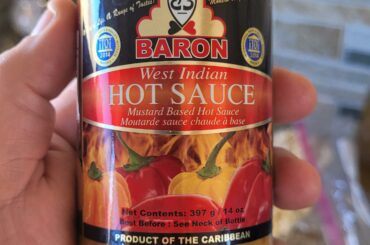 25
BARON
West Indian
HOT SAUCE
Mustard Based Hot Sauce
Moutarde sauce chaude à base
Net Contents: 397 g / 14 oz
Best Before : See Neck of Bottle
PRODUCT OF THE CARIBBEAN